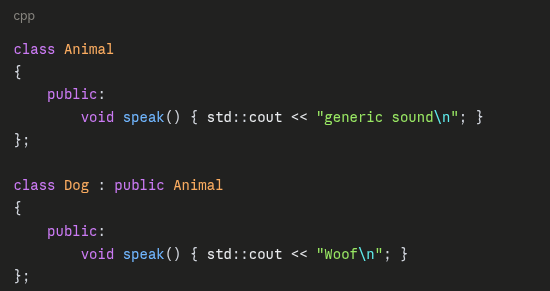 cpp
class Animal
{
    public:
        void speak() { std::cout << "generic sound\n"; }
};

class Dog : public Animal
{
    public:
        void speak() { std::cout << "Woof\n"; }
};